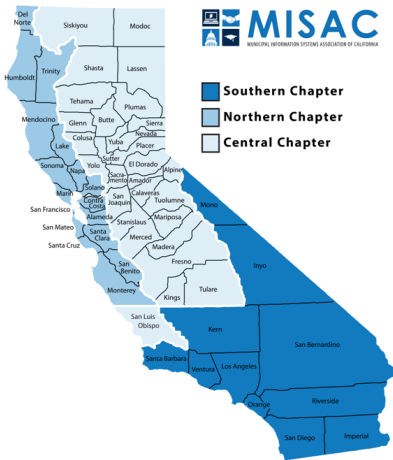 MISAC
MUNICIPAL INFORMATION SYSTEMS ASSOCIATION OF CALIFORNIA
Southern Chapter
Northern Chapter
Central Chapter
Del
Norte
Siskiyou
Modoc
Humboldt
Trinity
Shasta
Lassen
Tehama
Plumas
Mendocino
Glenn
Butte
Sierra
Colusa
Nevada
Yuba
Placer
Lake
Sutter
Sonoma
Napa
Yolo
El Dorado
Alpine
Sacra-
mento
Amador
Solano
Calaveras
Marin
Contra
Costa
San
Joaquin
Tuolumne
Mono
San Francisco
Alameda
Stanislaus
Mariposa
San Mateo
Santa
Clara
Merced
Santa Cruz
Madera
San
Benito
Fresno
Inyo
Monterey
Kings
Tulare
San Luis
Obispo
Kern
San Bernardino
Santa Barbara
Ventura
Los Angeles
Orange
Riverside
San Diego
Imperial